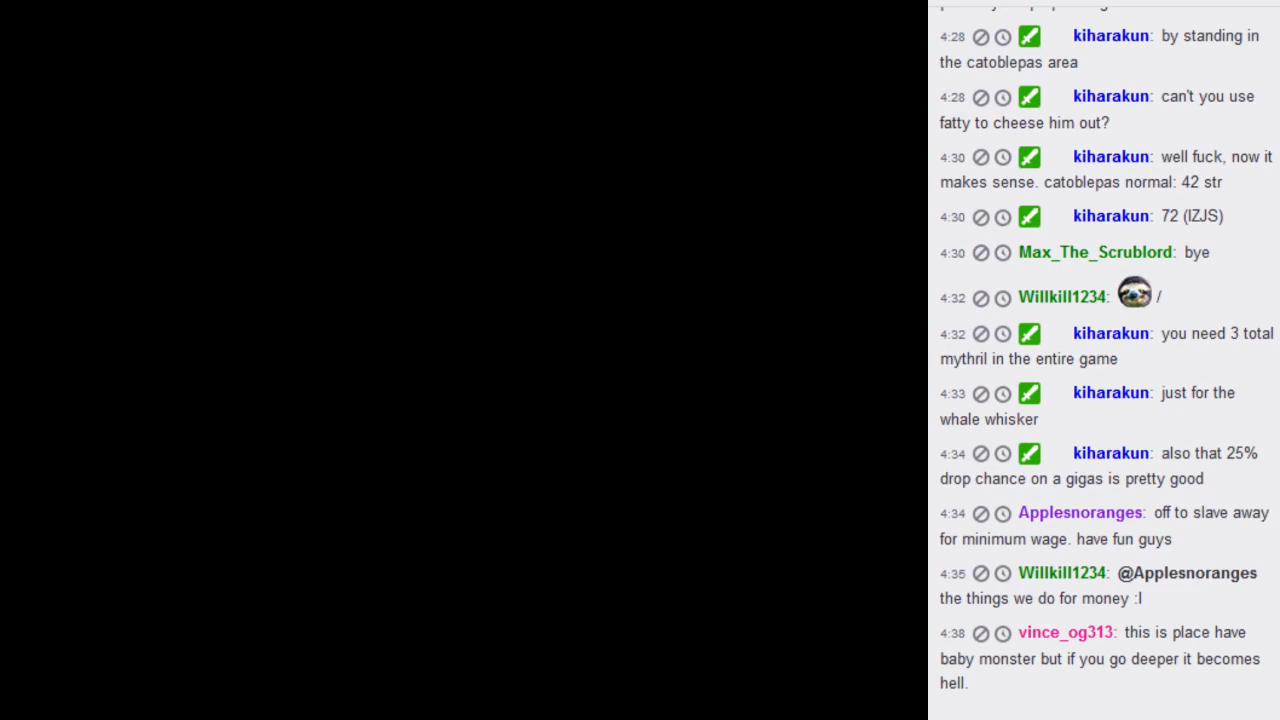 4:28 kiharakun: by standing in
the catoblepas area
4:28 kiharakun: can't you use
fatty to cheese him out?
4:30 kiharakun: well fuck, now it
makes sense. catoblepas normal: 42 str
4:30 kiharakun: 72 (IZJS)
4:30 Max_The_Scrublord: bye
4:32 Willkill1234: /
4:32 kiharakun: you need 3 total
mythril in the entire game
4:33 kiharakun: just for the
whale whisker
4:34 kiharakun: also that 25%
drop chance on a gigas is pretty good
4:34 Applesnoranges: off to slave away
for minimum wage. have fun guys
4:35 Willkill1234: @Applesnoranges
the things we do for money :l
4:38 vince_og313: this is place have
baby monster but if you go deeper it becomes
hell.